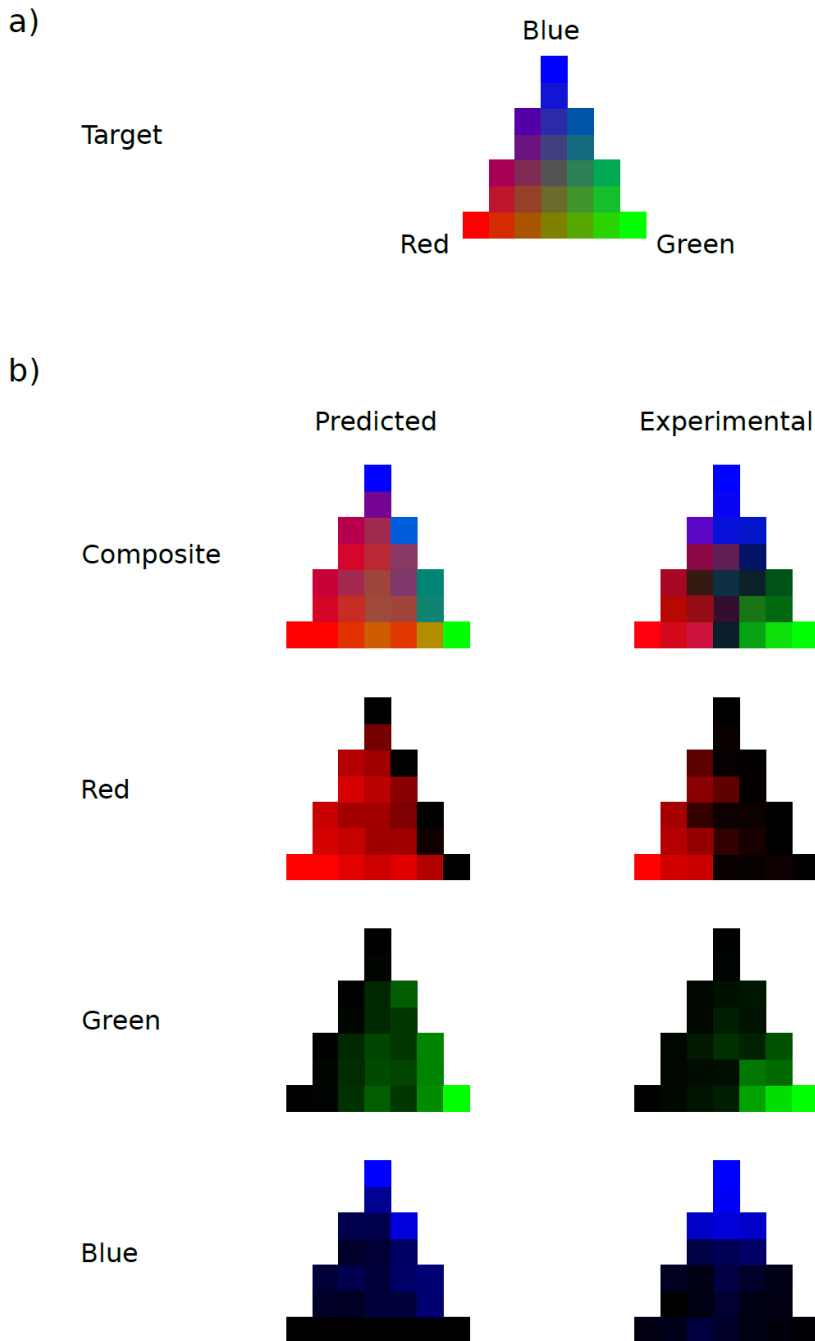 a)
Blue
Target
Red
Green
b)
Predicted
Experimental
Composite
Red
Green
Blue